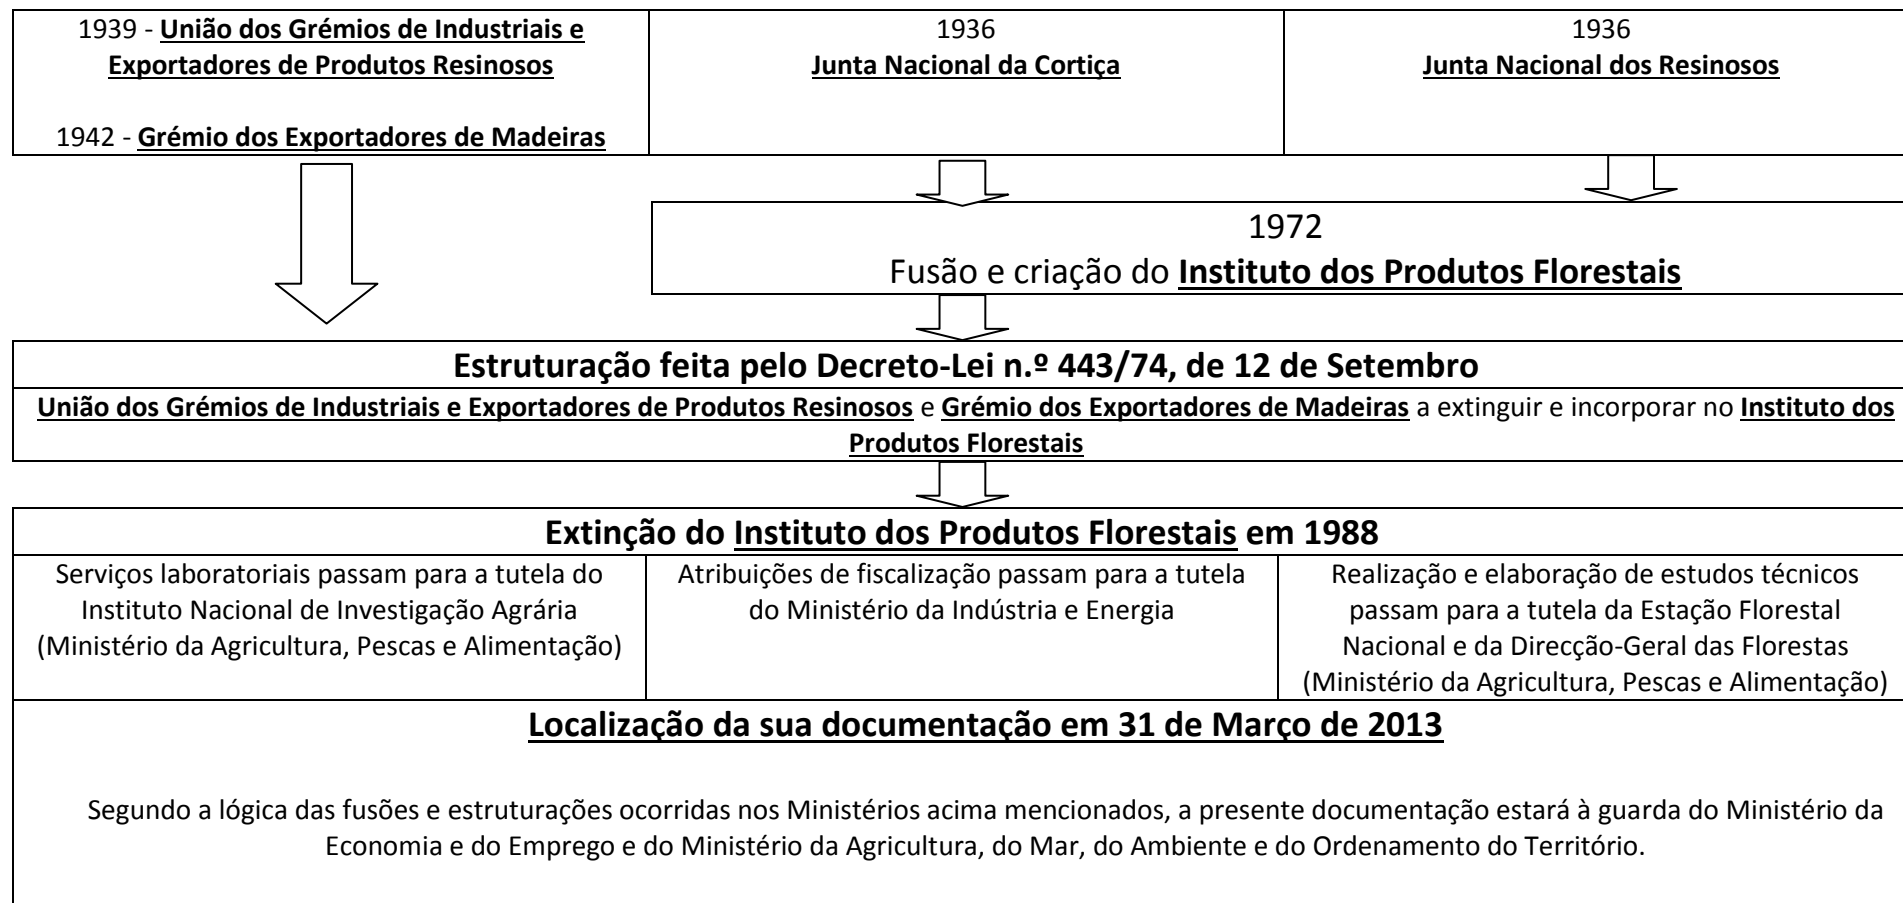 1939 - União dos Grémios de Industriais e
Exportadores de Produtos Resinosos
1942 - Grémio dos Exportadores de Madeiras
1936
Junta Nacional da Cortiça
1936
Junta Nacional dos Resinosos
1972
Fusão e criação do Instituto dos Produtos Florestais
Estruturação feita pelo Decreto-Lei n.º 443/74, de 12 de Setembro
União dos Grémios de Industriais e Exportadores de Produtos Resinosos e Grémio dos Exportadores de Madeiras a extinguir e incorporar no Instituto dos
Produtos Florestais
Extinção do Instituto dos Produtos Florestais em 1988
Serviços laboratoriais passam para a tutela do
Instituto Nacional de Investigação Agrária
(Ministério da Agricultura, Pescas e Alimentação)
Atribuições de fiscalização passam para a tutela
do Ministério da Indústria e Energia
Realização e elaboração de estudos técnicos
passam para a tutela da Estação Florestal
Nacional e da Direcção-Geral das Florestas
(Ministério da Agricultura, Pescas e Alimentação)
Localização da sua documentação em 31 de Março de 2013
Segundo a lógica das fusões e estruturações ocorridas nos Ministérios acima mencionados, a presente documentação estará à guarda do Ministério da
Economia e do Emprego e do Ministério da Agricultura, do Mar, do Ambiente e do Ordenamento do Território.